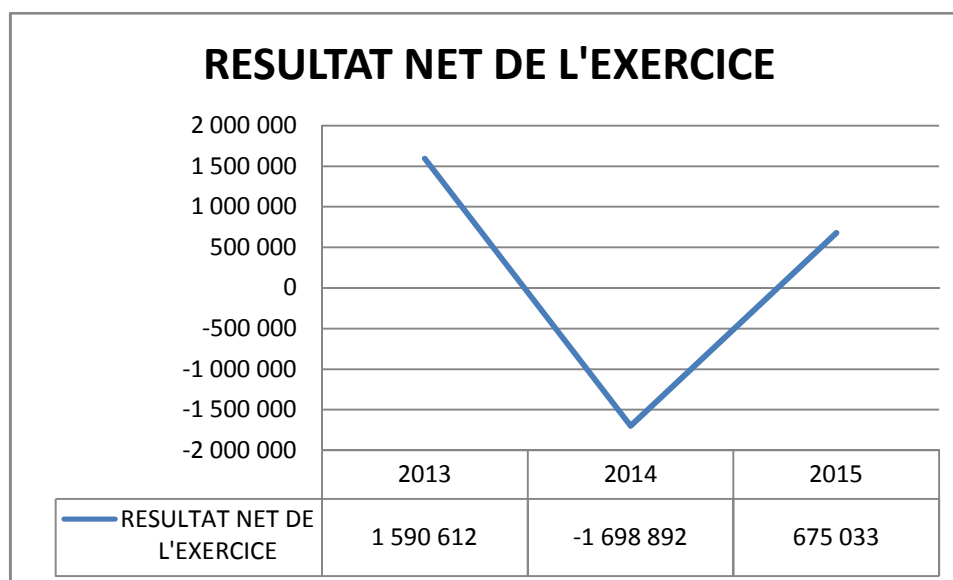 RESULTAT NET DE L'EXERCICE
2 000 000
1 500 000
1 000 000
500 000
0
-500 000
-1 000 000
-1 500 000
-2 000 000
2013 2014 2015
RESULTAT NET DE
L'EXERCICE
1 590 612 -1 698 892 675 033